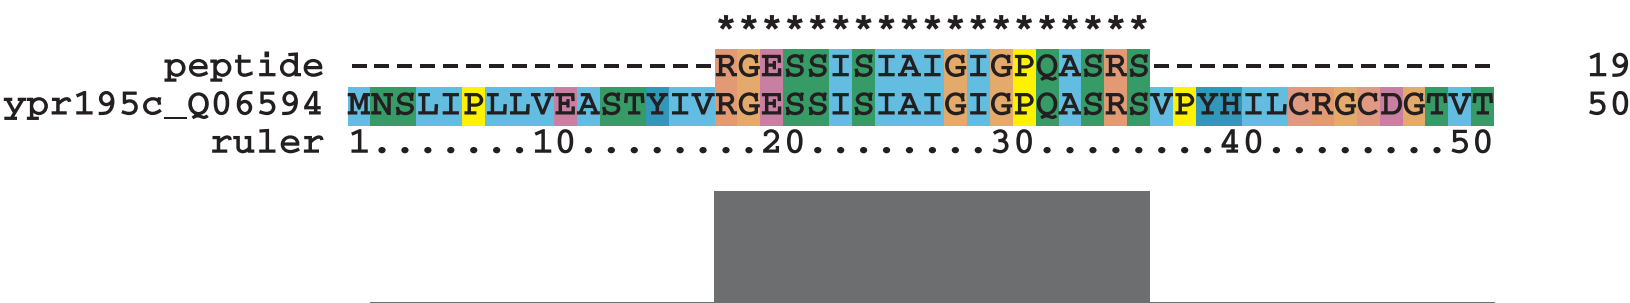 *******************
peptide ----------------RGESSISIAIGIGPQASRS--------------- 19
ypr195c_Q06594 MNSLIPLLVEASTYIVRGESSISIAIGIGPQASRSVPYHILCRGCDGTVT 50
ruler 1.......10........20........30........40........50